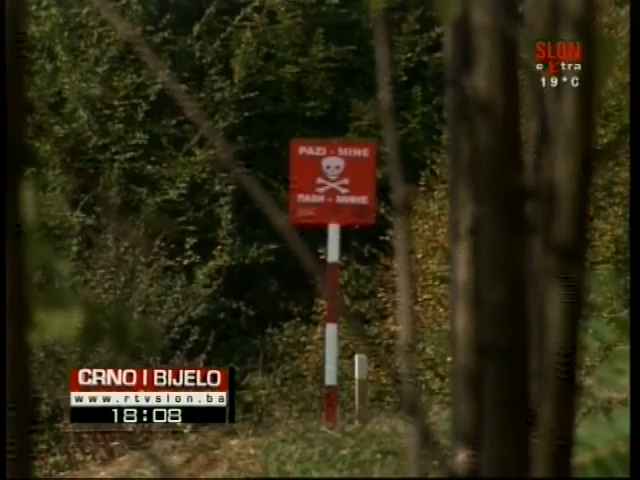 SLON
extra
19°C
PAZI - MINE
ПАЗИ - МИНЕ
CRNO I BIJELO
www.rtvslon.ba
18:08